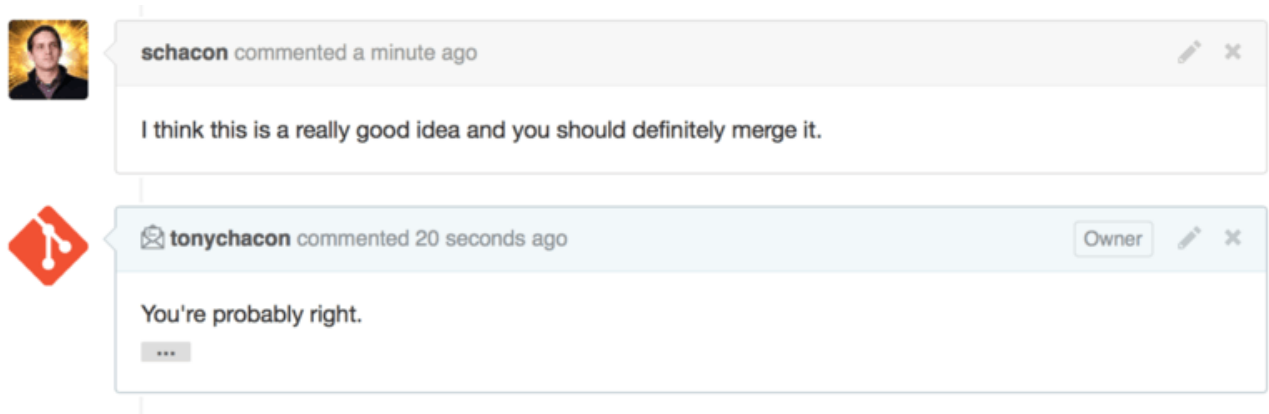 schacon commented a minute ago
I think this is a really good idea and you should definitely merge it.
tonychacon commented 20 seconds ago Owner
You're probably right.
...